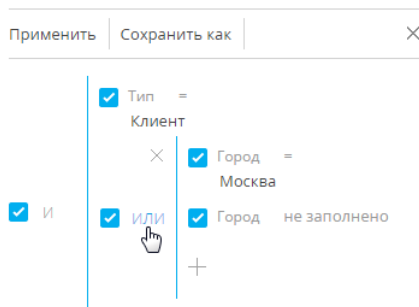 Применить Сохранить как
Тип =
Клиент
Город =
Москва
И
ИЛИ
Город не заполнено